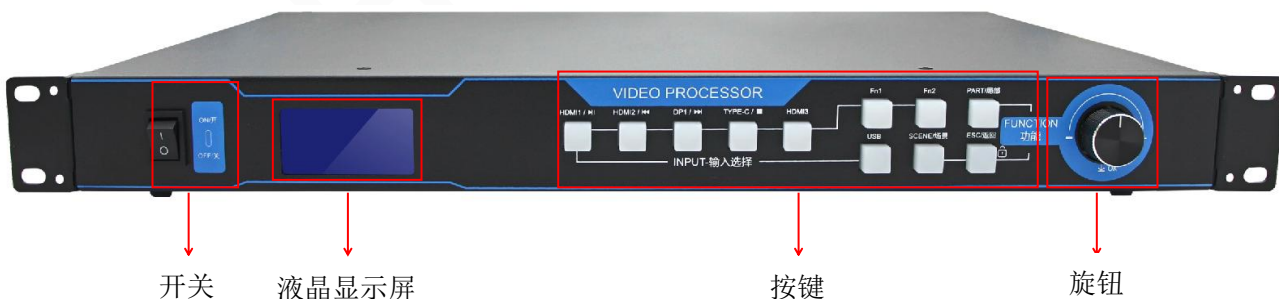 VIDEO PROCESSOR
HDMI1 / ⏯ HDMI2 / ⏮ DP1 / ⏭ TYPE-C / ■ HDMI3
Fn1 Fn2 PART/局部
ON/开
OFF/关
USB SCENE/场景 ESC/返回
INPUT-输入选择
FUNCTION
功能
OK
开关 液晶显示屏 按键 旋钮